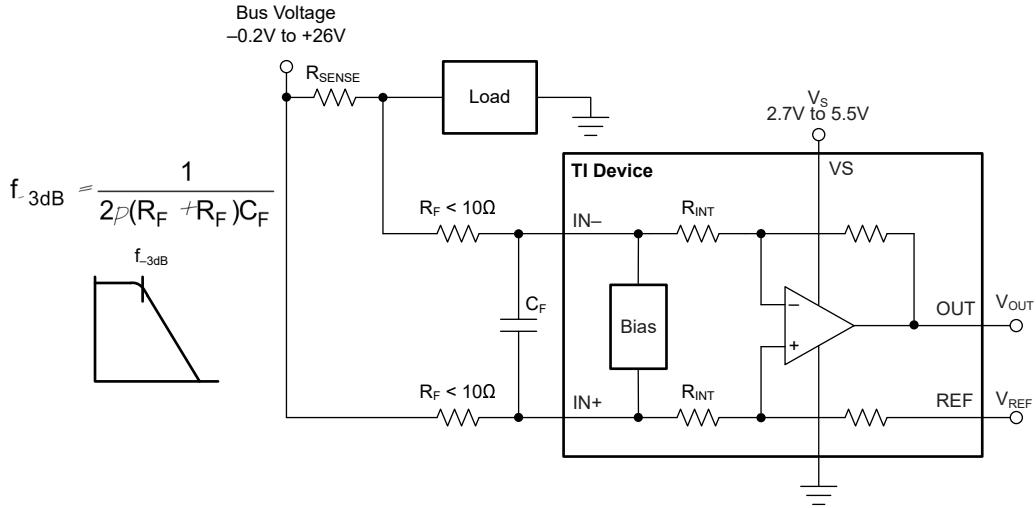 Bus Voltage
–0.2V to +26V
RSENSE
Load
VS
2.7V to 5.5V
TI Device
VS
f-3dB = 1
2p(RF +RF)CF
RF < 10Ω
IN–
RINT
f–3dB
CF
Bias
–
+
OUT
VOUT
RF < 10Ω
IN+
RINT
REF
VREF